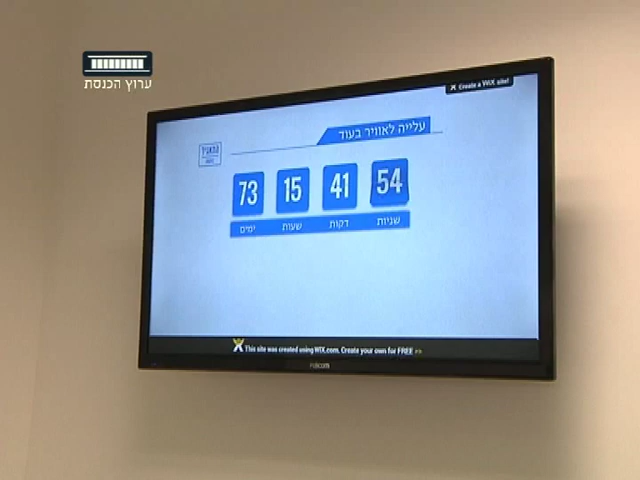 ערוץ הכנסת
Create a WiX site!
עלייה לאוויר בעוד
73 15 41 54
ימים שעות דקות שניות
This site was created using WIX.com. Create your own for FREE >>